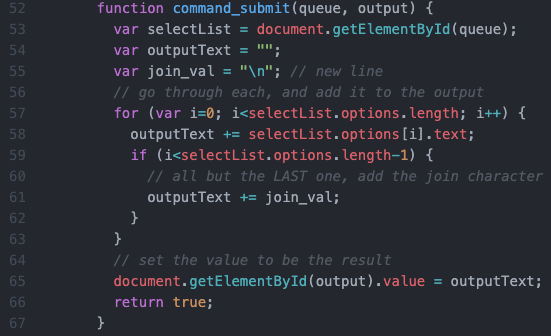 52 function command_submit(queue, output) {
53 var selectList = document.getElementById(queue);
54 var outputText = "";
55 var join_val = "\n"; // new line
56 // go through each, and add it to the output
57 for (var i=0; i<selectList.options.length; i++) {
58 outputText += selectList.options[i].text;
59 if (i<selectList.options.length-1) {
60 // all but the LAST one, add the join character
61 outputText += join_val;
62 }
63 }
64 // set the value to be the result
65 document.getElementById(output).value = outputText;
66 return true;
67 }